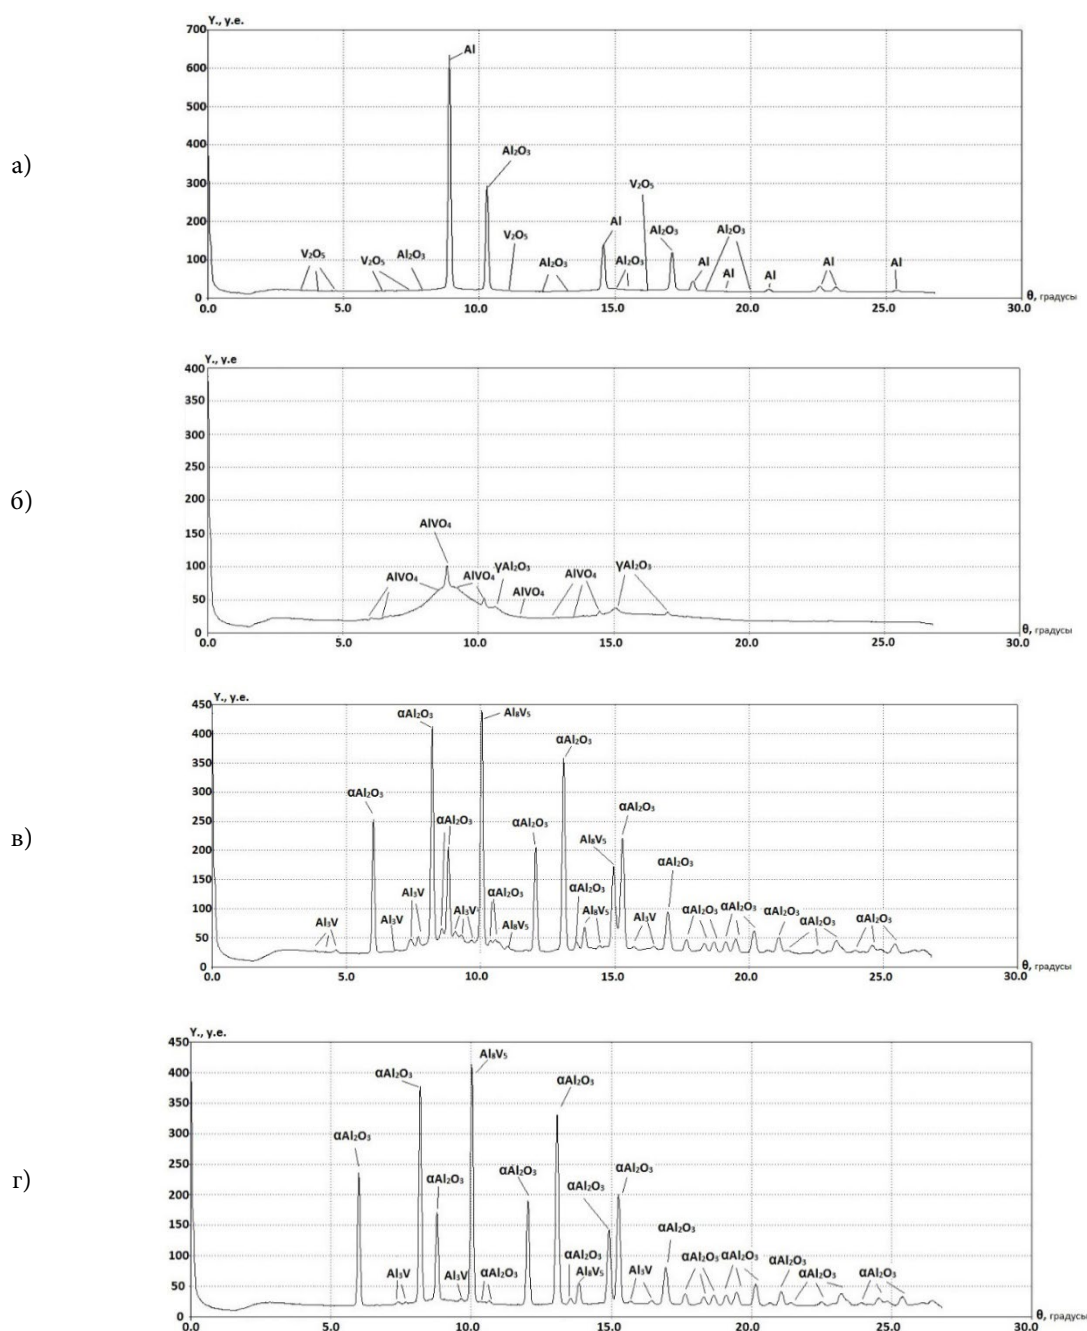 а)
Y., у.е.
700
600
500
400
300
200
100
0
Al
Al₂O₃
V₂O₅
V₂O₅
V₂O₅
Al₂O₃
V₂O₅
Al₂O₃
Al
Al₂O₃
Al₂O₃
Al
Al₂O₃
Al
Al
Al
Al
0.0 5.0 10.0 15.0 20.0 25.0 30.0
θ, градусы
б)
Y., у.е
400
350
300
250
200
150
100
50
0
AlVO₄
AlVO₄
AlVO₄
γAl₂O₃
AlVO₄
AlVO₄
γAl₂O₃
0.0 5.0 10.0 15.0 20.0 25.0 30.0
θ, градусы
в)
Y., у.е.
450
400
350
300
250
200
150
100
50
0
Al₃V
αAl₂O₃
Al₃V
Al₃V
αAl₂O₃
αAl₂O₃
Al₃V
Al₈V₅
αAl₂O₃
Al₈V₅
αAl₂O₃
αAl₂O₃
αAl₂O₃
Al₈V₅
Al₈V₅
αAl₂O₃
Al₃V
αAl₂O₃
αAl₂O₃
αAl₂O₃
αAl₂O₃
αAl₂O₃
αAl₂O₃
0.0 5.0 10.0 15.0 20.0 25.0 30.0
θ, градусы
г)
Y., у.е.
450
400
350
300
250
200
150
100
50
0
αAl₂O₃
αAl₂O₃
Al₃V
αAl₂O₃
Al₃V
Al₈V₅
αAl₂O₃
αAl₂O₃
αAl₂O₃
αAl₂O₃
Al₈V₅
αAl₂O₃
αAl₂O₃
Al₃V
αAl₂O₃
αAl₂O₃
αAl₂O₃
αAl₂O₃
αAl₂O₃
αAl₂O₃
0.0 5.0 10.0 15.0 20.0 25.0 30.0
θ, градусы